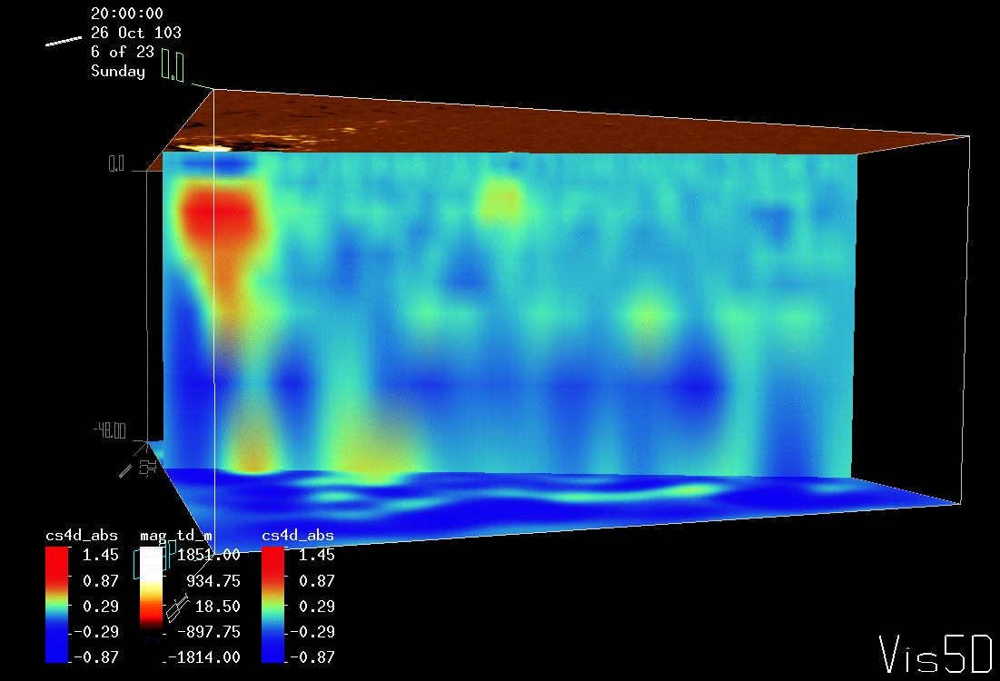 20:00:00
26 Oct 103
6 of 23
Sunday
0.0
0.0
-48.00
cs4d_abs mag_td_m cs4d_abs
1.45 1851.00 1.45
0.87 934.75 0.87
0.29 18.50 0.29
-0.29 -897.75 -0.29
-0.87 -1814.00 -0.87
Vis5D